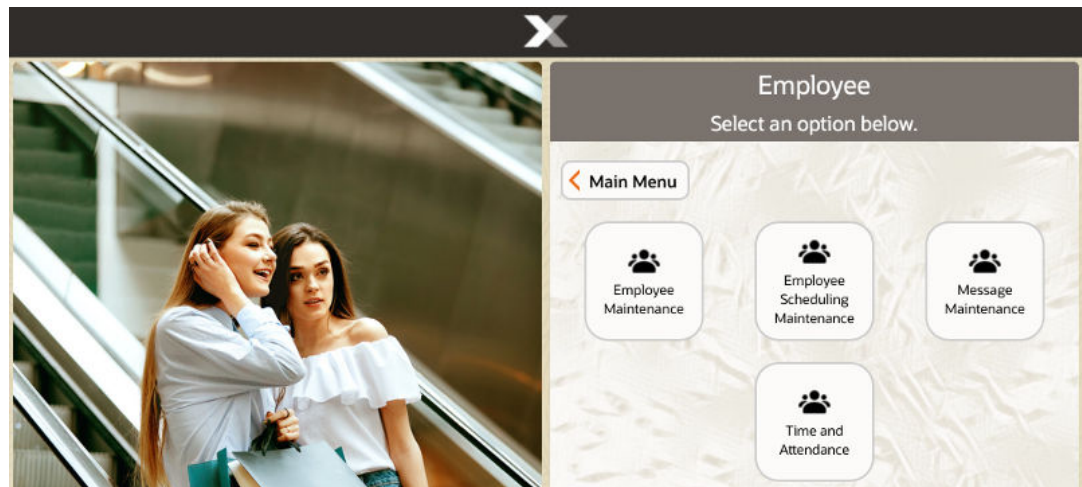 Employee
Select an option below.
Main Menu
Employee
Maintenance
Employee
Scheduling
Maintenance
Message
Maintenance
Time and
Attendance